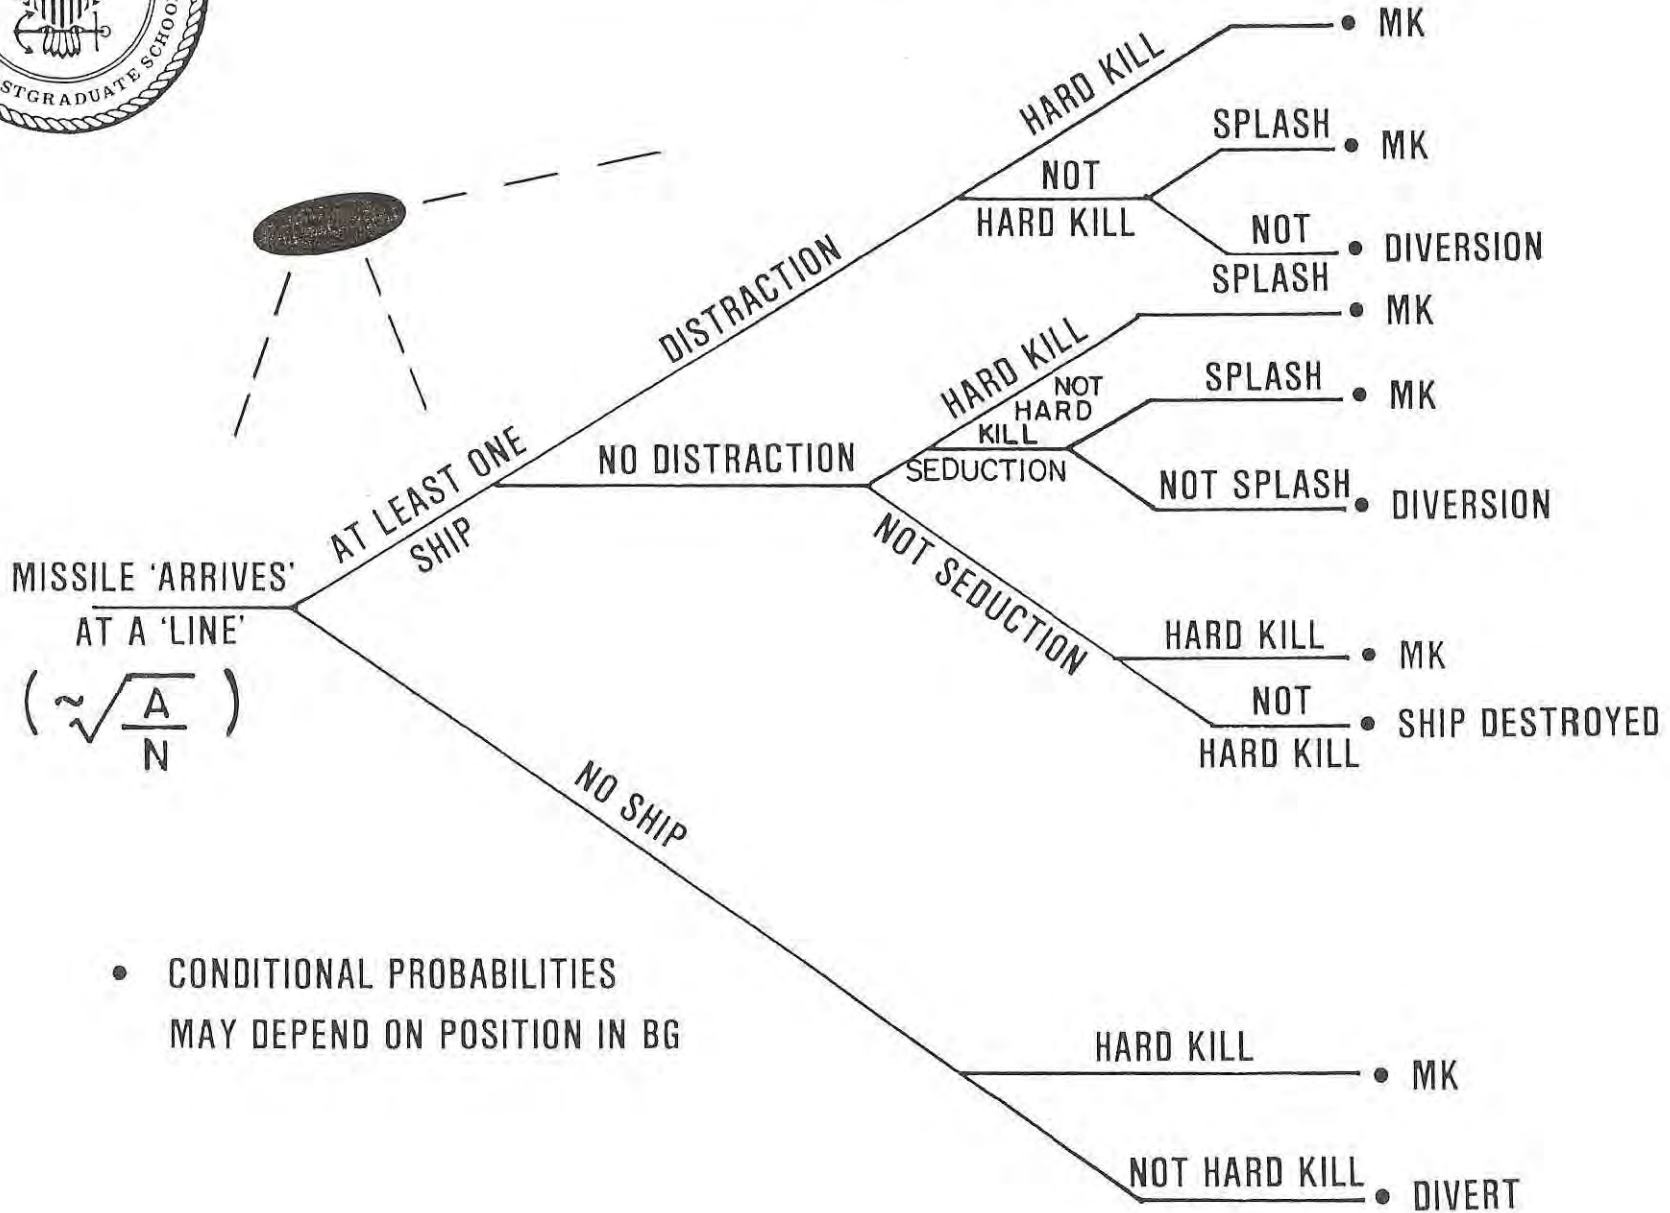 STGRADUATE SCHOO
HARD KILL
MK
NOT
HARD KILL
SPLASH
MK
NOT
SPLASH
DIVERSION
DISTRACTION
HARD KILL
MK
NOT
HARD
KILL
SEDUCTION
SPLASH
MK
NOT SPLASH
DIVERSION
AT LEAST ONE
SHIP
NO DISTRACTION
NOT SEDUCTION
HARD KILL
MK
NOT
HARD KILL
SHIP DESTROYED
MISSILE 'ARRIVES'
AT A 'LINE'
( ~√A/N )
NO SHIP
• CONDITIONAL PROBABILITIES
MAY DEPEND ON POSITION IN BG
HARD KILL
MK
NOT HARD KILL
DIVERT